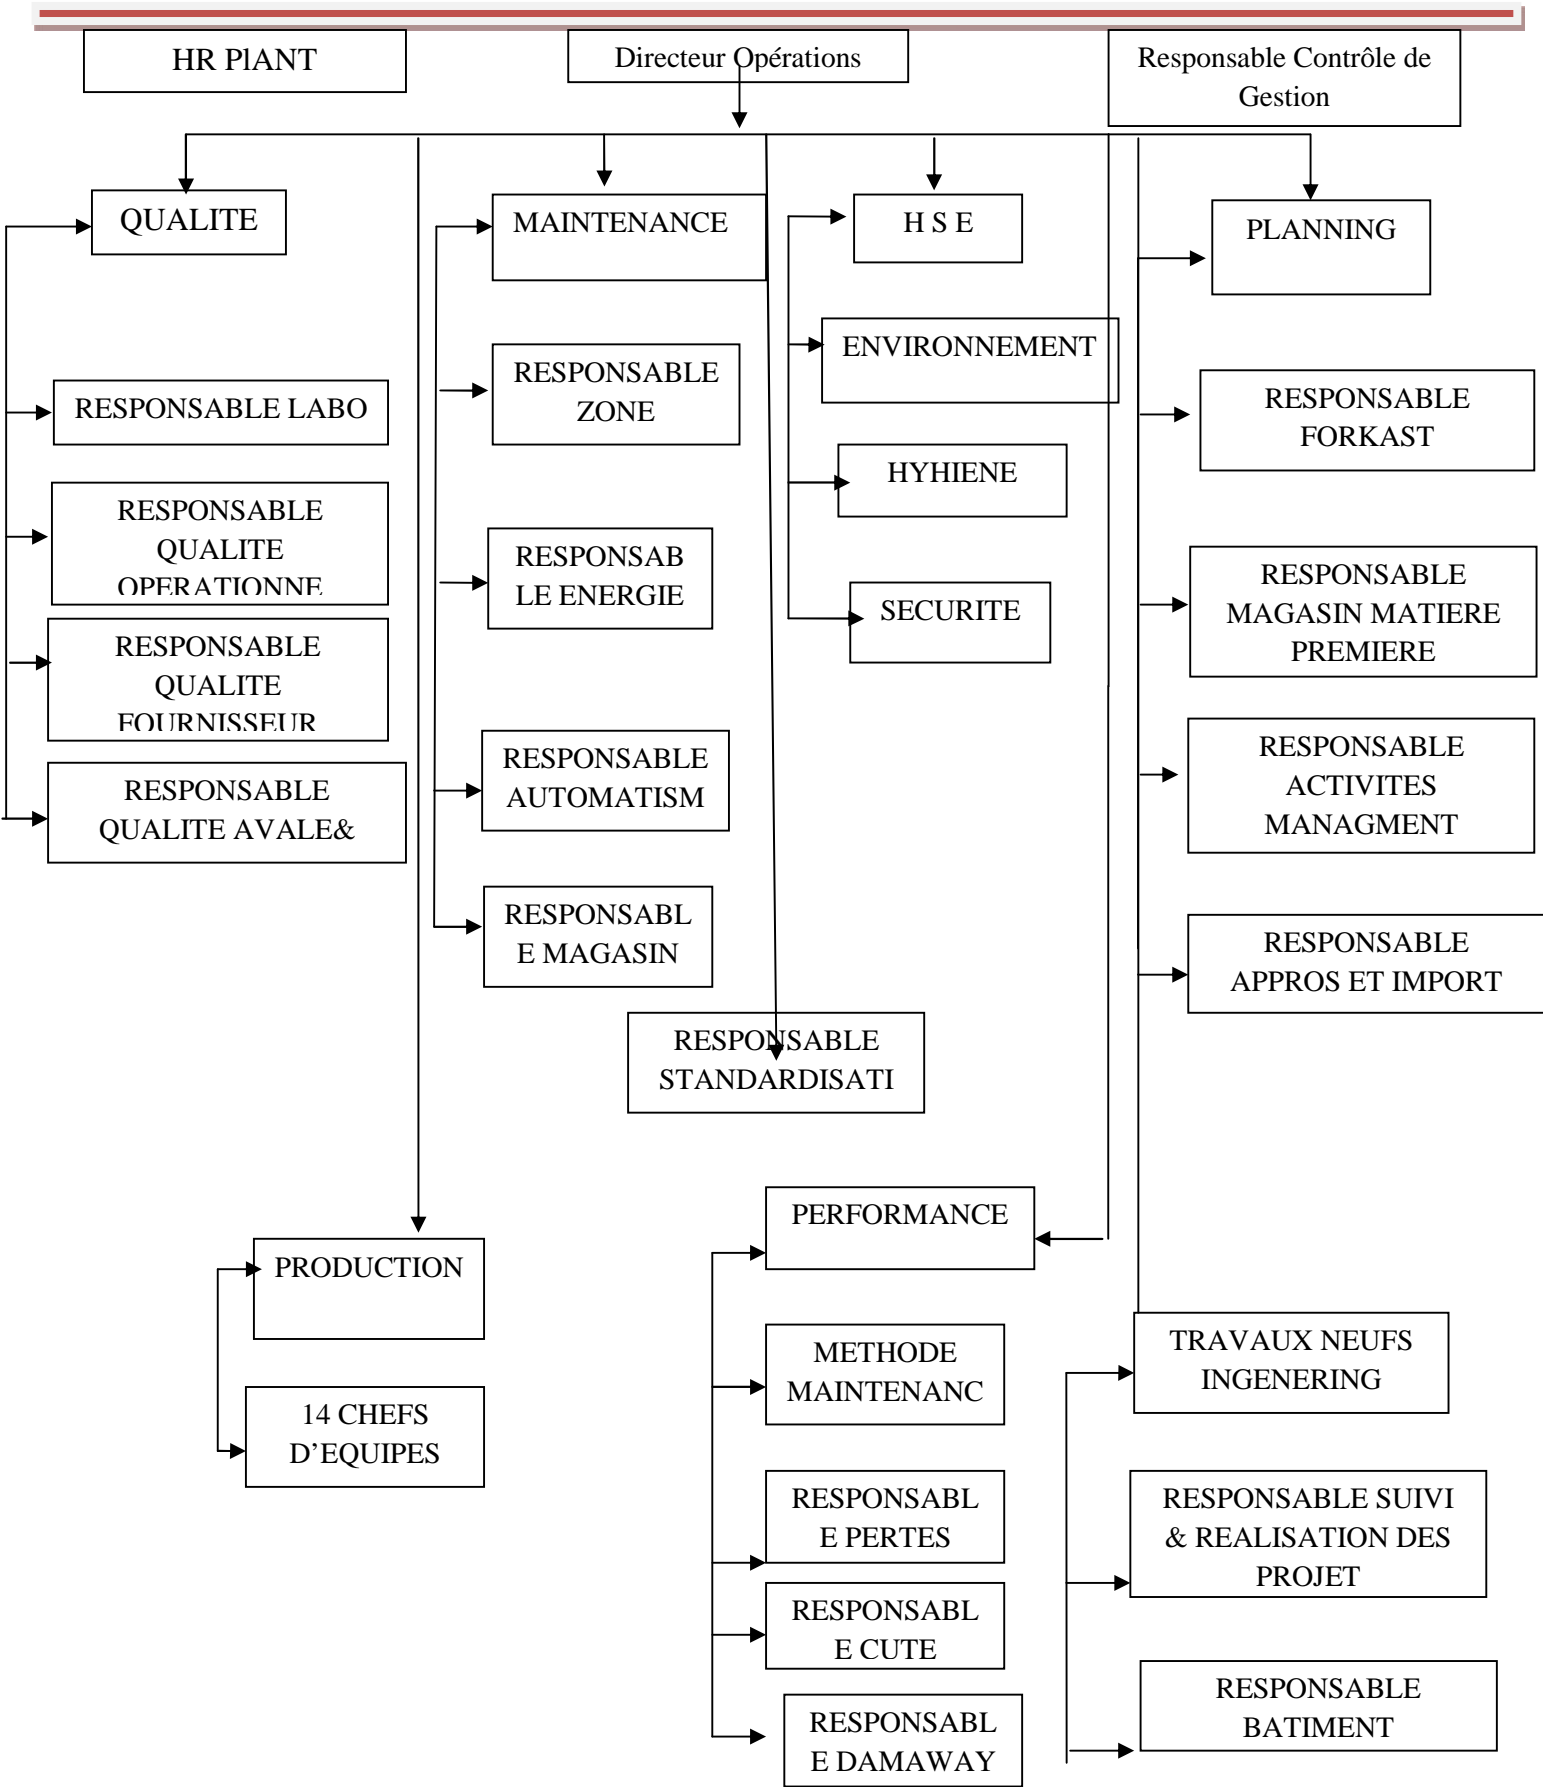 HR PlANT
Directeur Opérations
Responsable Contrôle de
Gestion
QUALITE
MAINTENANCE
H S E
PLANNING
RESPONSABLE LABO
RESPONSABLE
QUALITE
OPERATIONNE
RESPONSABLE
QUALITE
FOURNISSEUR
RESPONSABLE
QUALITE AVALE&
RESPONSABLE
ZONE
RESPONSAB
LE ENERGIE
RESPONSABLE
AUTOMATISM
RESPONSABL
E MAGASIN
ENVIRONNEMENT
HYHIENE
SECURITE
RESPONSABLE
FORKAST
RESPONSABLE
MAGASIN MATIERE
PREMIERE
RESPONSABLE
ACTIVITES
MANAGMENT
RESPONSABLE
APPROS ET IMPORT
RESPONSABLE
STANDARDISATI
PRODUCTION
14 CHEFS
D’EQUIPES
PERFORMANCE
METHODE
MAINTENANC
RESPONSABL
E PERTES
RESPONSABL
E CUTE
RESPONSABL
E DAMAWAY
TRAVAUX NEUFS
INGENERING
RESPONSABLE SUIVI
& REALISATION DES
PROJET
RESPONSABLE
BATIMENT